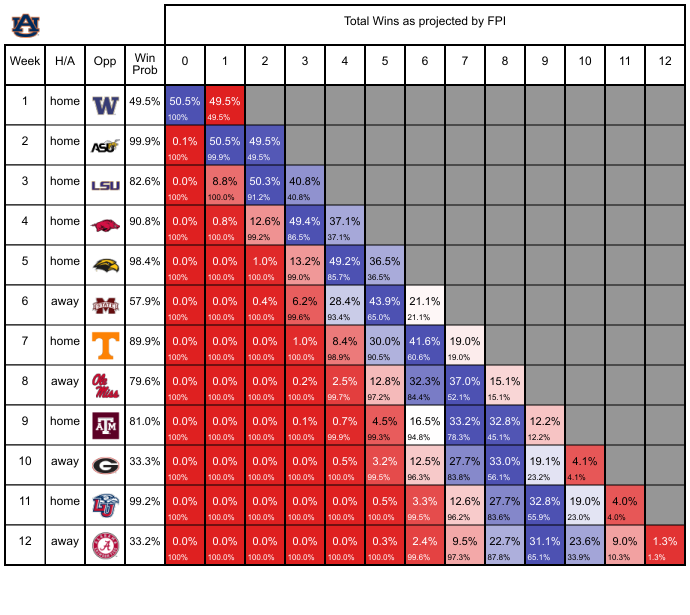 Total Wins as projected by FPI
Week H/A Opp Win Prob 0 1 2 3 4 5 6 7 8 9 10 11 12
1 home W 49.5% 50.5% 49.5%
100% 49.5%
2 home ASU 99.9% 0.1% 50.5% 49.5%
100% 99.9% 49.5%
3 home LSU 82.6% 0.0% 8.8% 50.3% 40.8%
100% 100.0% 91.2% 40.8%
4 home 90.8% 0.0% 0.8% 12.6% 49.4% 37.1%
100% 100.0% 99.2% 86.5% 37.1%
5 home 98.4% 0.0% 0.0% 1.0% 13.2% 49.2% 36.5%
100% 100.0% 100.0% 99.0% 85.7% 36.5%
6 away STATE 57.9% 0.0% 0.0% 0.4% 6.2% 28.4% 43.9% 21.1%
100% 100.0% 100.0% 99.6% 93.4% 65.0% 21.1%
7 home T 89.9% 0.0% 0.0% 0.0% 1.0% 8.4% 30.0% 41.6% 19.0%
100% 100.0% 100.0% 100.0% 98.9% 90.5% 60.6% 19.0%
8 away Ole Miss 79.6% 0.0% 0.0% 0.0% 0.2% 2.5% 12.8% 32.3% 37.0% 15.1%
100% 100.0% 100.0% 100.0% 99.7% 97.2% 84.4% 52.1% 15.1%
9 home ATM 81.0% 0.0% 0.0% 0.0% 0.1% 0.7% 4.5% 16.5% 33.2% 32.8% 12.2%
100% 100.0% 100.0% 100.0% 99.9% 99.3% 94.8% 78.3% 45.1% 12.2%
10 away G 33.3% 0.0% 0.0% 0.0% 0.0% 0.5% 3.2% 12.5% 27.7% 33.0% 19.1% 4.1%
100% 100.0% 100.0% 100.0% 100.0% 99.5% 96.3% 83.8% 56.1% 23.2% 4.1%
11 home LU 99.2% 0.0% 0.0% 0.0% 0.0% 0.0% 0.5% 3.3% 12.6% 27.7% 32.8% 19.0% 4.0%
100% 100.0% 100.0% 100.0% 100.0% 100.0% 99.5% 96.2% 83.6% 55.9% 23.0% 4.0%
12 away A 33.2% 0.0% 0.0% 0.0% 0.0% 0.0% 0.3% 2.4% 9.5% 22.7% 31.1% 23.6% 9.0% 1.3%
100% 100.0% 100.0% 100.0% 100.0% 100.0% 99.6% 97.3% 87.8% 65.1% 33.9% 10.3% 1.3%